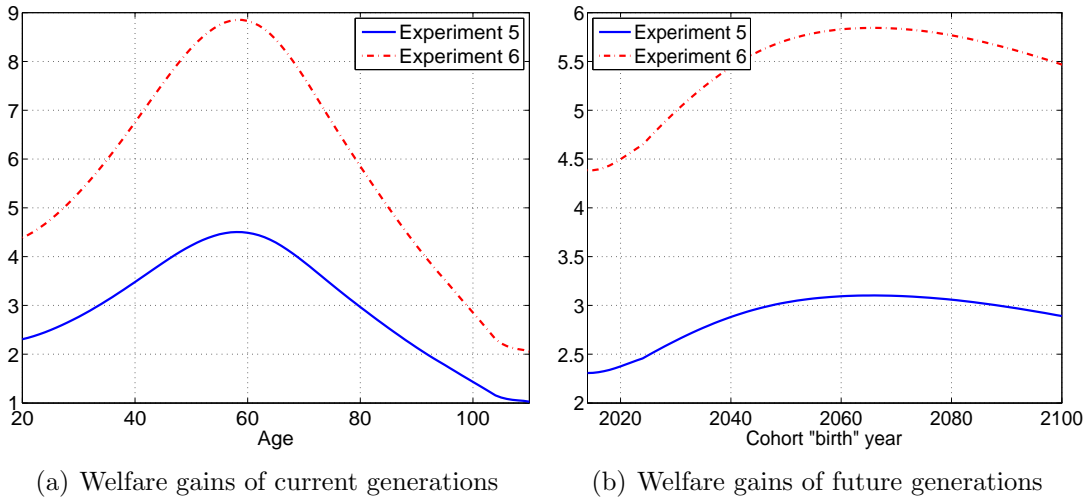 9
8
7
6
5
4
3
2
1
20 40 60 80 100
Age
Experiment 5
Experiment 6
(a) Welfare gains of current generations
6
5.5
5
4.5
4
3.5
3
2.5
2
2020 2040 2060 2080 2100
Cohort "birth" year
Experiment 5
Experiment 6
(b) Welfare gains of future generations